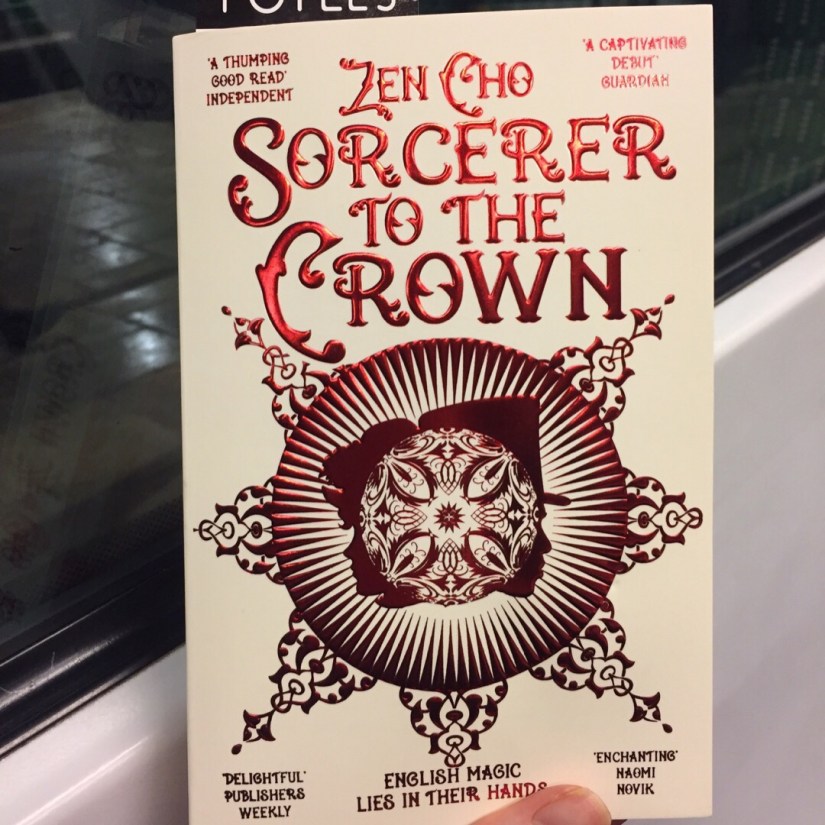 FOYLES
'A THUMPING
GOOD READ'
INDEPENDENT
'A CAPTIVATING
DEBUT'
GUARDIAN
ZEN CHO
SORCERER
TO THE
CROWN
'DELIGHTFUL'
PUBLISHERS
WEEKLY
ENGLISH MAGIC
LIES IN THEIR HANDS
'ENCHANTING'
NAOMI
NOVIK